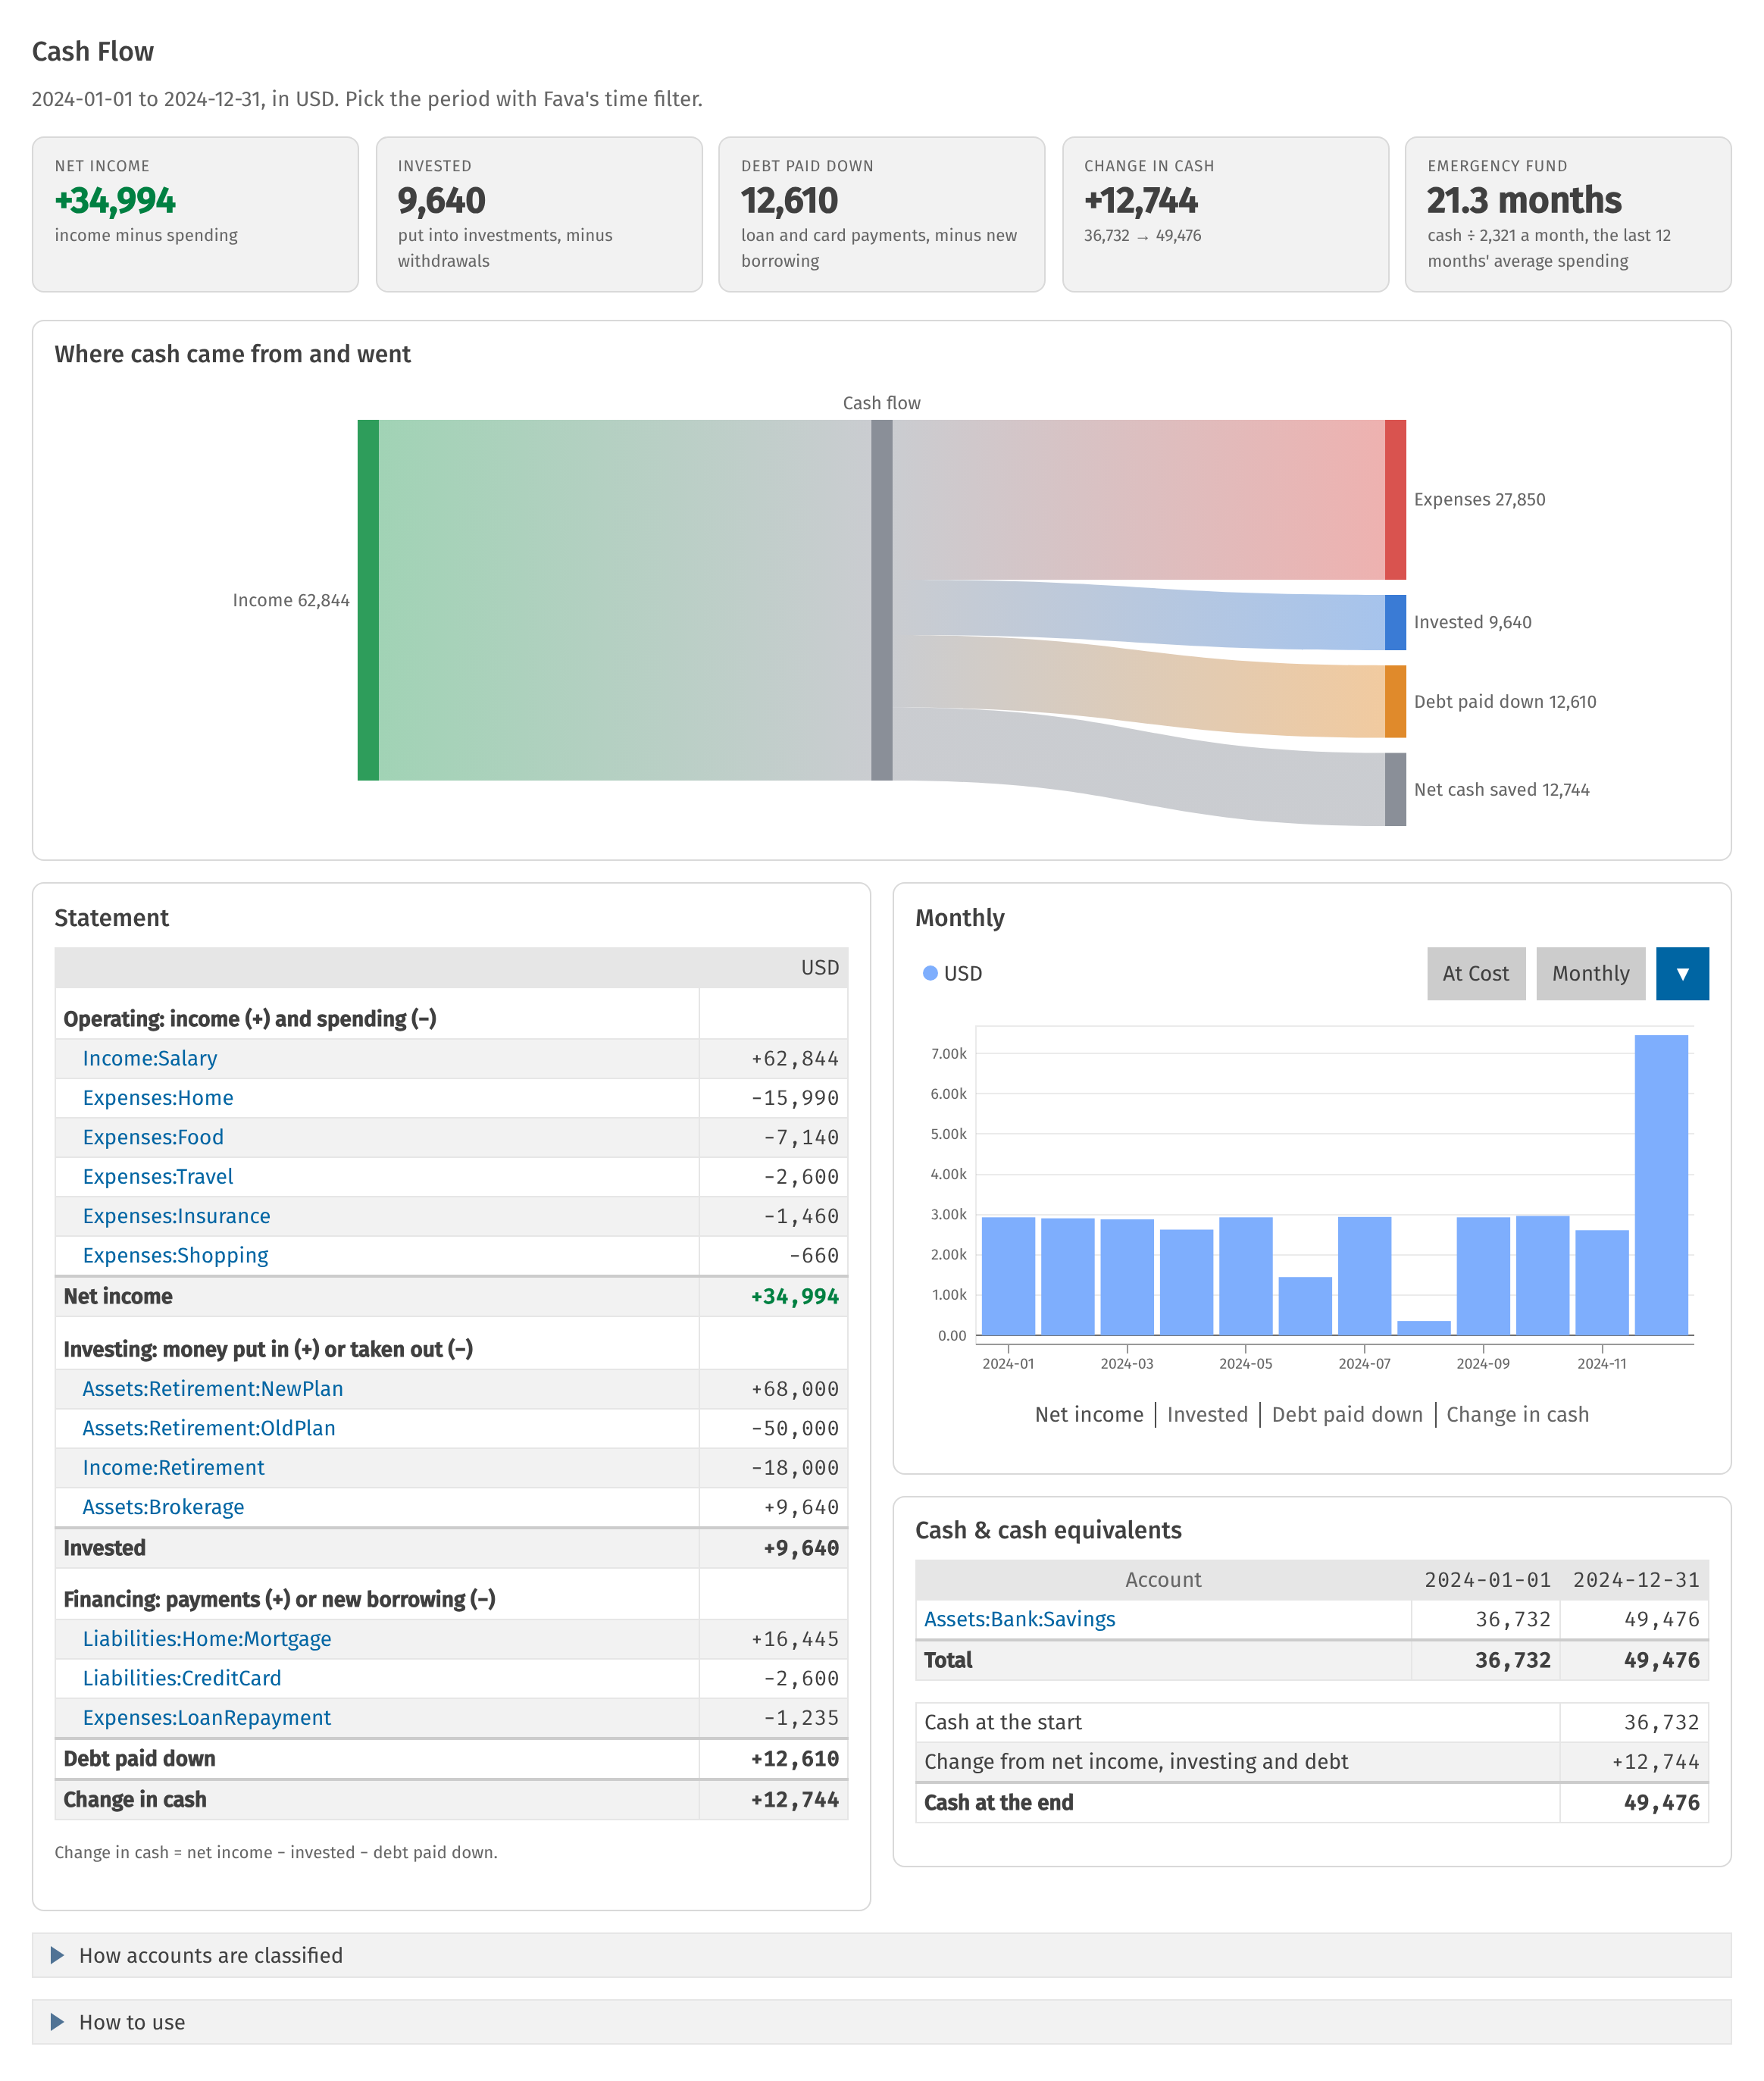 Cash Flow
2024-01-01 to 2024-12-31, in USD. Pick the period with Fava's time filter.
NET INCOME
+34,994
income minus spending
INVESTED
9,640
put into investments, minus
withdrawals
DEBT PAID DOWN
12,610
loan and card payments, minus new
borrowing
CHANGE IN CASH
+12,744
36,732 → 49,476
EMERGENCY FUND
21.3 months
cash ÷ 2,321 a month, the last 12
months' average spending
Where cash came from and went
Cash flow
Income 62,844
Expenses 27,850
Invested 9,640
Debt paid down 12,610
Net cash saved 12,744
Statement
USD
Operating: income (+) and spending (−)
Income:Salary +62,844
Expenses:Home -15,990
Expenses:Food -7,140
Expenses:Travel -2,600
Expenses:Insurance -1,460
Expenses:Shopping -660
Net income +34,994
Investing: money put in (+) or taken out (−)
Assets:Retirement:NewPlan +68,000
Assets:Retirement:OldPlan -50,000
Income:Retirement -18,000
Assets:Brokerage +9,640
Invested +9,640
Financing: payments (+) or new borrowing (−)
Liabilities:Home:Mortgage +16,445
Liabilities:CreditCard -2,600
Expenses:LoanRepayment -1,235
Debt paid down +12,610
Change in cash +12,744
Change in cash = net income − invested − debt paid down.
Monthly
USD At Cost Monthly ▼
7.00k
6.00k
5.00k
4.00k
3.00k
2.00k
1.00k
0.00
2024-01 2024-03 2024-05 2024-07 2024-09 2024-11
Net income | Invested | Debt paid down | Change in cash
Cash & cash equivalents
Account 2024-01-01 2024-12-31
Assets:Bank:Savings 36,732 49,476
Total 36,732 49,476
Cash at the start 36,732
Change from net income, investing and debt +12,744
Cash at the end 49,476
How accounts are classified
How to use